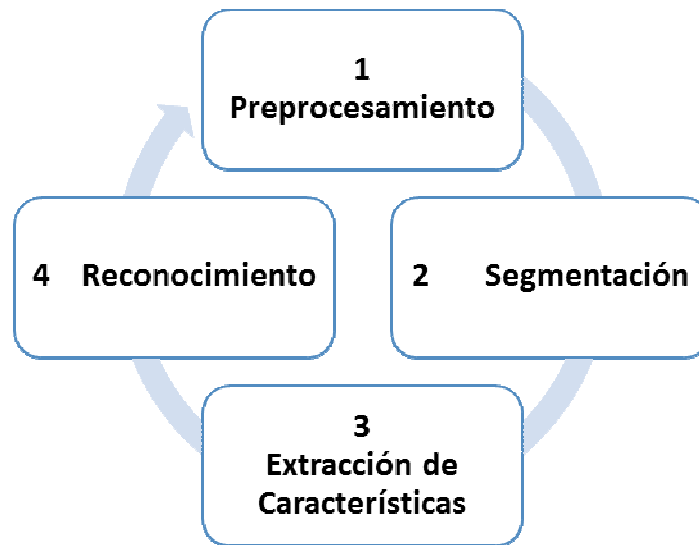 1
Preprocesamiento
2 Segmentación
3
Extracción de
Características
4 Reconocimiento